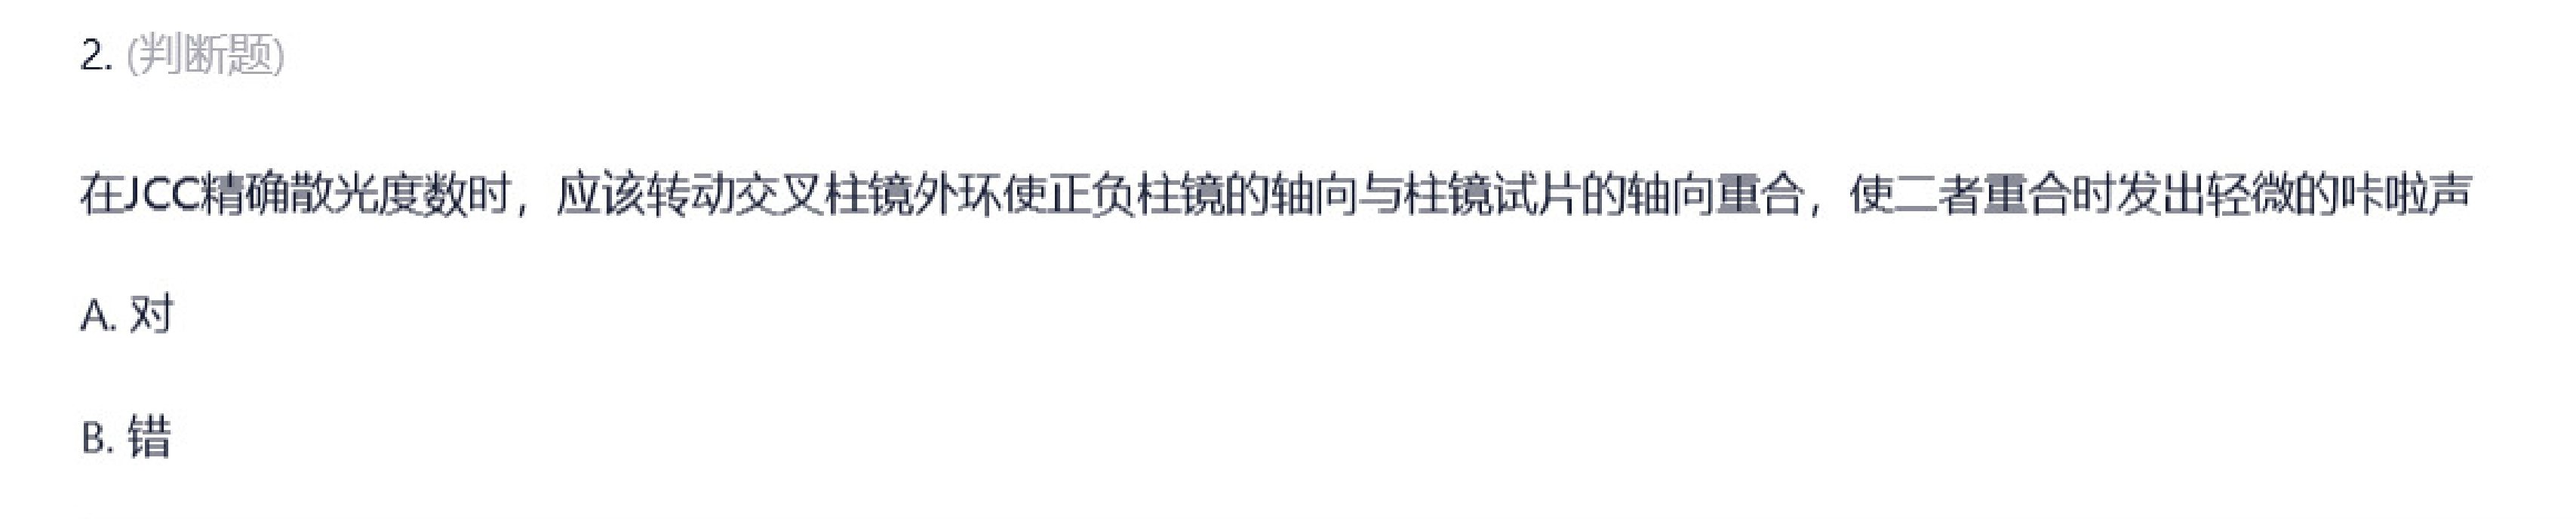 2. (判断题)
在JCC精确散光度数时，应该转动交叉柱镜外环使正负柱镜的轴向与柱镜试片的轴向重合，使二者重合时发出轻微的咔啦声
A. 对
B. 错